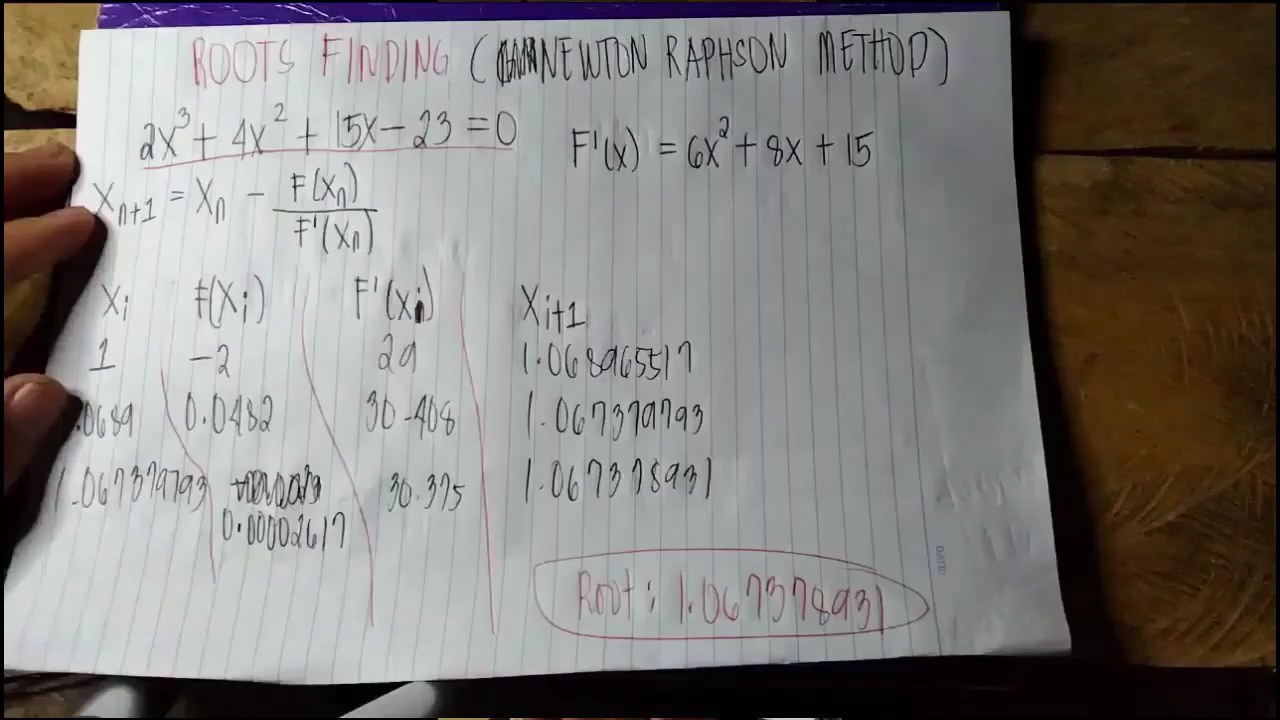 ROOTS FINDING ( NEWTON RAPHSON METHOD)
2x³ + 4x² + 15x - 23 = 0
F'(x) = 6x² + 8x + 15
Xn+1 = Xn - F(Xn) / F'(Xn)
Xi F(Xi) F'(xi) Xi+1
1 -2 29 1.068965517
.0689 0.0482 30.408 1.067379793
1.067379793 30.375 1.067378931
0.00002617
Root: 1.067378931
DATE